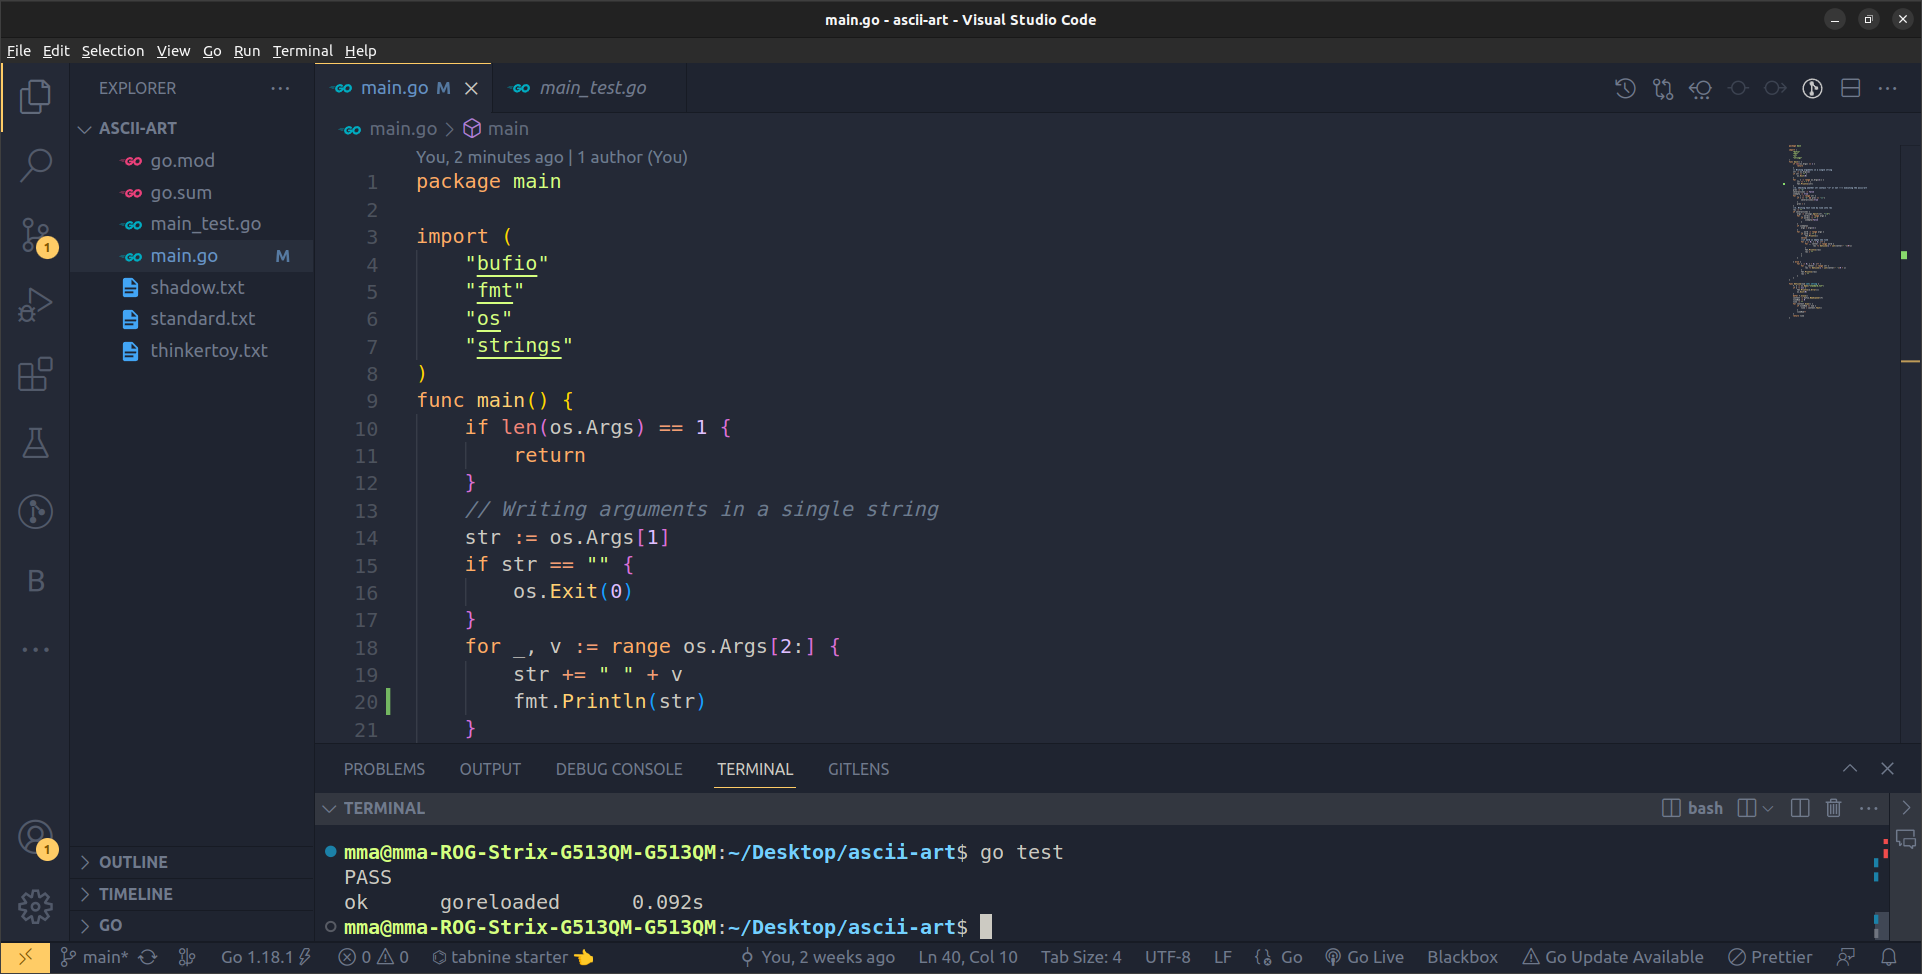 main.go - ascii-art - Visual Studio Code
File Edit Selection View Go Run Terminal Help
EXPLORER
main.go M
main_test.go
ASCII-ART
go.mod
go.sum
main_test.go
main.go M
shadow.txt
standard.txt
thinkertoy.txt
OUTLINE
TIMELINE
GO
1
B
1
main.go > main
You, 2 minutes ago | 1 author (You)
1 package main
2
3 import (
4 "bufio"
5 "fmt"
6 "os"
7 "strings"
8 )
9 func main() {
10 if len(os.Args) == 1 {
11 return
12 }
13 // Writing arguments in a single string
14 str := os.Args[1]
15 if str == "" {
16 os.Exit(0)
17 }
18 for _, v := range os.Args[2:] {
19 str += " " + v
20 fmt.Println(str)
21 }
PROBLEMS OUTPUT DEBUG CONSOLE TERMINAL GITLENS
TERMINAL
bash
mma@mma-ROG-Strix-G513QM-G513QM:~/Desktop/ascii-art$ go test
PASS
ok goreloaded 0.092s
mma@mma-ROG-Strix-G513QM-G513QM:~/Desktop/ascii-art$
main* Go 1.18.1 0 0 tabnine starter 👈 You, 2 weeks ago Ln 40, Col 10 Tab Size: 4 UTF-8 LF Go Go Live Blackbox Go Update Available Prettier